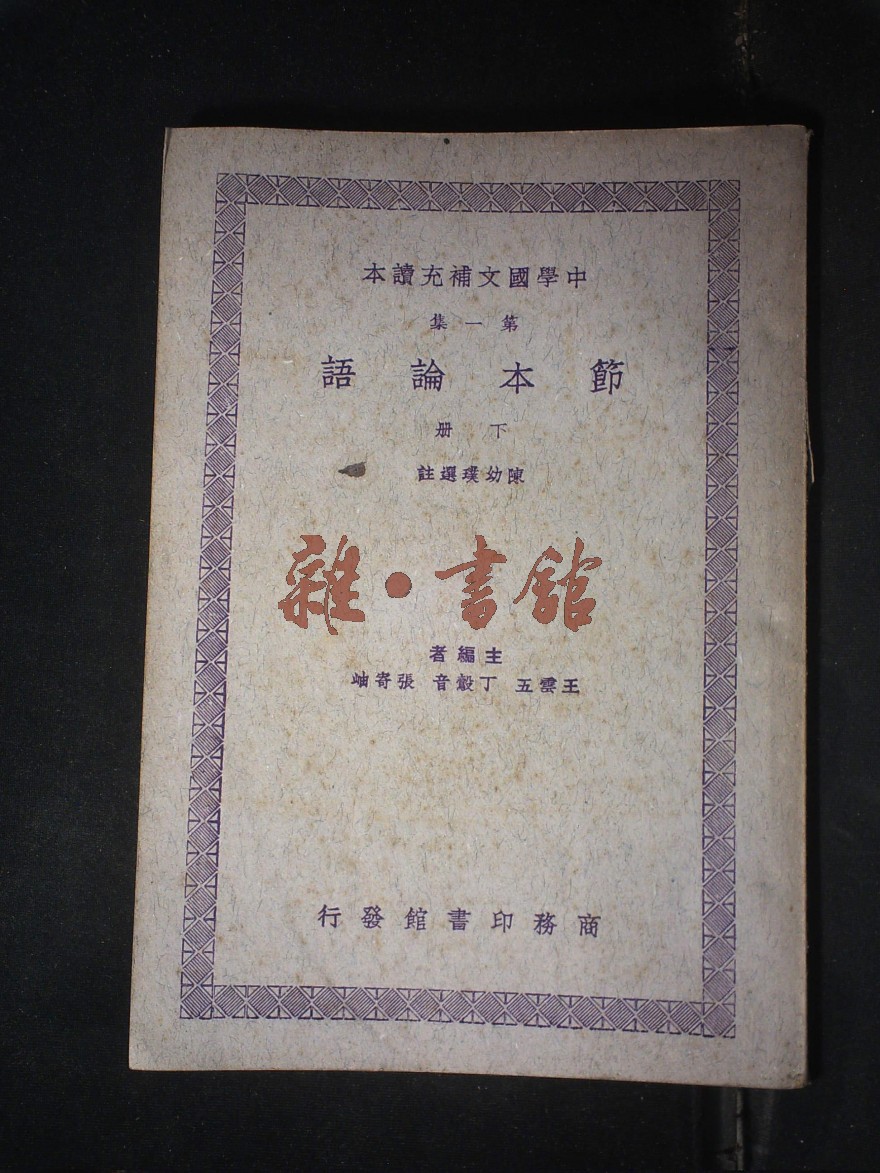 中學國文補充讀本
第一集
節本論語
下册
陳幼璞選註
雜·書館
主編者
王雲五 丁瑴音 張寄岫
商務印書館發行